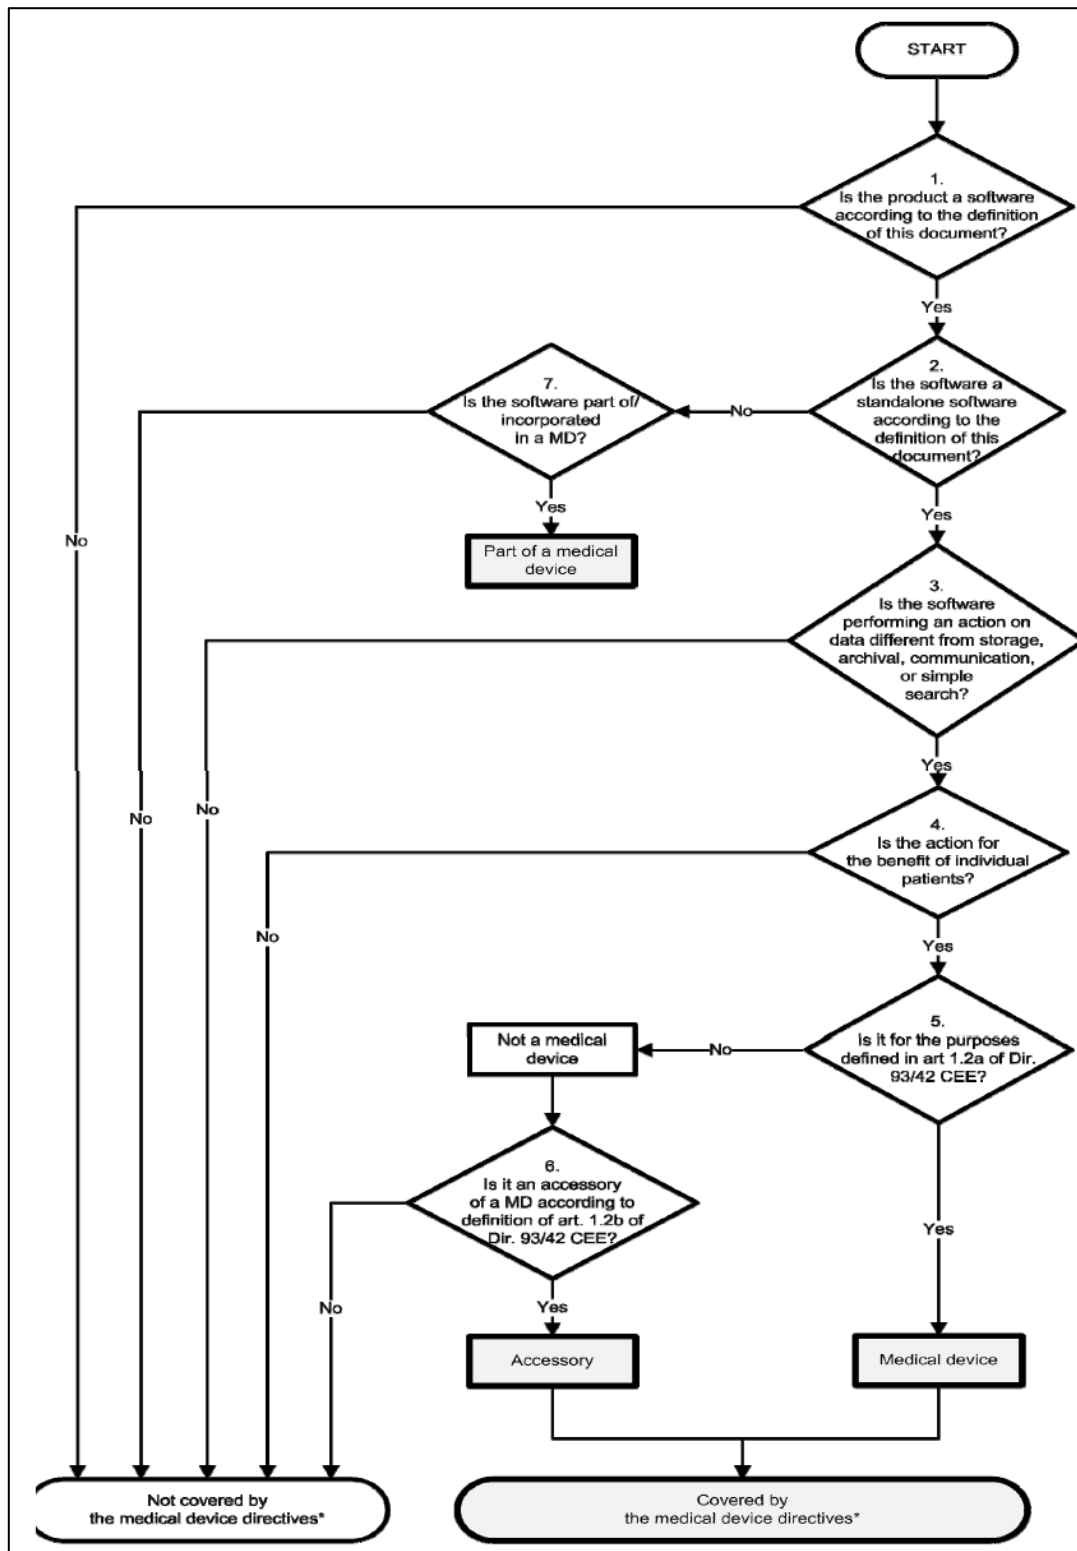 START
1.
Is the product a software
according to the definition
of this document?
No
Yes
2.
Is the software a
standalone software
according to the
definition of this
document?
No
7.
Is the software part of/
incorporated
in a MD?
No
Yes
Part of a medical
device
Yes
3.
Is the software
performing an action on
data different from storage,
archival, communication,
or simple
search?
No
Yes
4.
Is the action for
the benefit of individual
patients?
No
Yes
5.
Is it for the purposes
defined in art 1.2a of Dir.
93/42 CEE?
No
Not a medical
device
6.
Is it an accessory
of a MD according to
definition of art. 1.2b of
Dir. 93/42 CEE?
No
Yes
Yes
Accessory
Medical device
Not covered by
the medical device directives*
Covered by
the medical device directives*